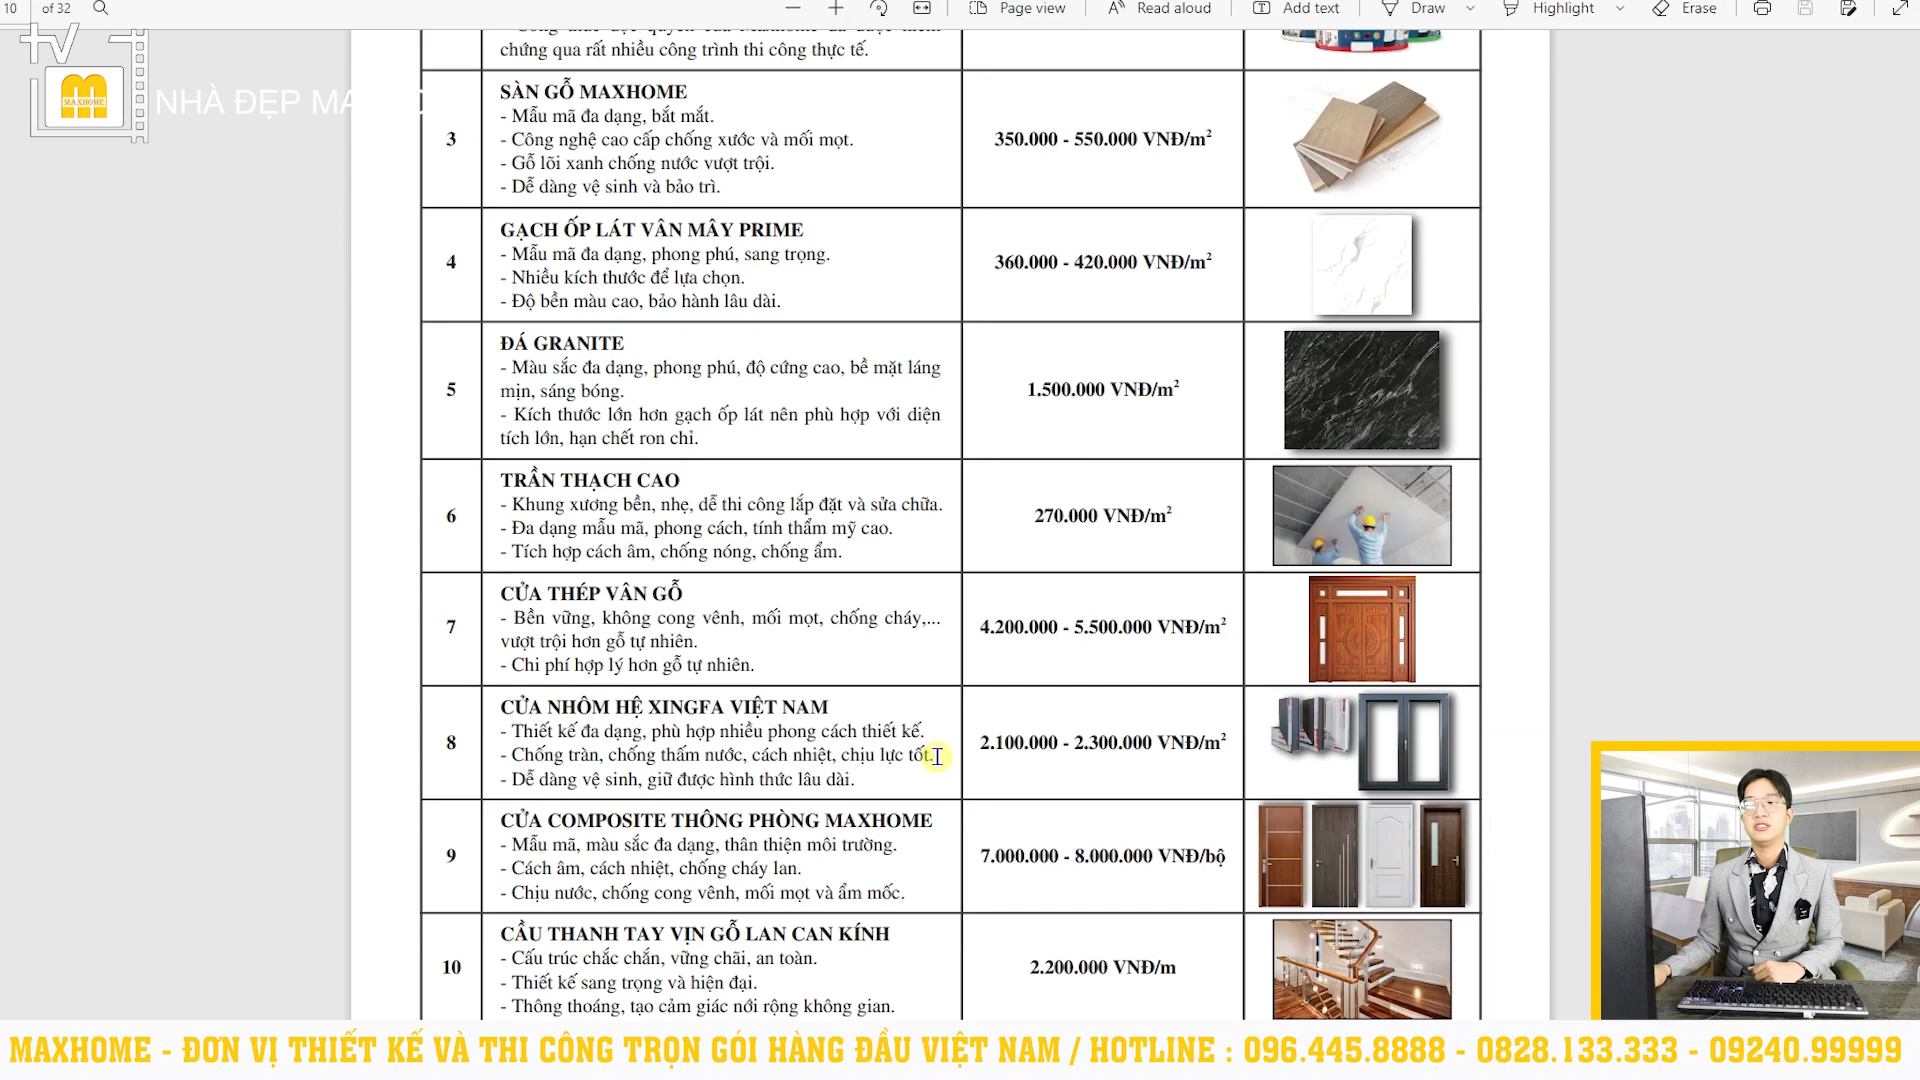 10 of 32 Page view Read aloud Add text Draw Highlight Erase
tv
MAXHOME
NHÀ ĐẸP
chứng qua rất nhiều công trình thi công thực tế.
3
SÀN GỖ MAXHOME
- Mẫu mã đa dạng, bắt mắt.
- Công nghệ cao cấp chống xước và mối mọt.
- Gỗ lõi xanh chống nước vượt trội.
- Dễ dàng vệ sinh và bảo trì.
350.000 - 550.000 VNĐ/m²
4
GẠCH ỐP LÁT VÂN MÂY PRIME
- Mẫu mã đa dạng, phong phú, sang trọng.
- Nhiều kích thước để lựa chọn.
- Độ bền màu cao, bảo hành lâu dài.
360.000 - 420.000 VNĐ/m²
5
ĐÁ GRANITE
- Màu sắc đa dạng, phong phú, độ cứng cao, bề mặt láng
mịn, sáng bóng.
- Kích thước lớn hơn gạch ốp lát nên phù hợp với diện
tích lớn, hạn chết ron chỉ.
1.500.000 VNĐ/m²
6
TRẦN THẠCH CAO
- Khung xương bền, nhẹ, dễ thi công lắp đặt và sửa chữa.
- Đa dạng mẫu mã, phong cách, tính thẩm mỹ cao.
- Tích hợp cách âm, chống nóng, chống ẩm.
270.000 VNĐ/m²
7
CỬA THÉP VÂN GỖ
- Bền vững, không cong vênh, mối mọt, chống cháy,...
vượt trội hơn gỗ tự nhiên.
- Chi phí hợp lý hơn gỗ tự nhiên.
4.200.000 - 5.500.000 VNĐ/m²
8
CỬA NHÔM HỆ XINGFA VIỆT NAM
- Thiết kế đa dạng, phù hợp nhiều phong cách thiết kế.
- Chống tràn, chống thấm nước, cách nhiệt, chịu lực tốt.
- Dễ dàng vệ sinh, giữ được hình thức lâu dài.
2.100.000 - 2.300.000 VNĐ/m²
9
CỬA COMPOSITE THÔNG PHÒNG MAXHOME
- Mẫu mã, màu sắc đa dạng, thân thiện môi trường.
- Cách âm, cách nhiệt, chống cháy lan.
- Chịu nước, chống cong vênh, mối mọt và ẩm mốc.
7.000.000 - 8.000.000 VNĐ/bộ
10
CẦU THANH TAY VỊN GỖ LAN CAN KÍNH
- Cấu trúc chắc chắn, vững chãi, an toàn.
- Thiết kế sang trọng và hiện đại.
- Thông thoáng, tạo cảm giác nới rộng không gian.
2.200.000 VNĐ/m
MAXHOME - ĐƠN VỊ THIẾT KẾ VÀ THI CÔNG TRỌN GÓI HÀNG ĐẦU VIỆT NAM / HOTLINE : 096.445.8888 - 0828.133.333 - 09240.99999